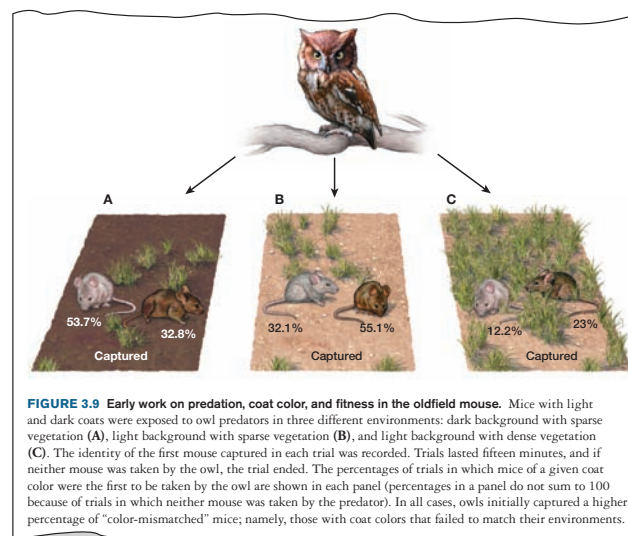 A
B
C
53.7%
32.8%
Captured
32.1%
55.1%
Captured
12.2%
23%
Captured
FIGURE 3.9 Early work on predation, coat color, and fitness in the oldfield mouse. Mice with light
and dark coats were exposed to owl predators in three different environments: dark background with sparse
vegetation (A), light background with sparse vegetation (B), and light background with dense vegetation
(C). The identity of the first mouse captured in each trial was recorded. Trials lasted fifteen minutes, and if
neither mouse was taken by the owl, the trial ended. The percentages of trials in which mice of a given coat
color were the first to be taken by the owl are shown in each panel (percentages in a panel do not sum to 100
because of trials in which neither mouse was taken by the predator). In all cases, owls initially captured a higher
percentage of “color-mismatched” mice; namely, those with coat colors that failed to match their environments.